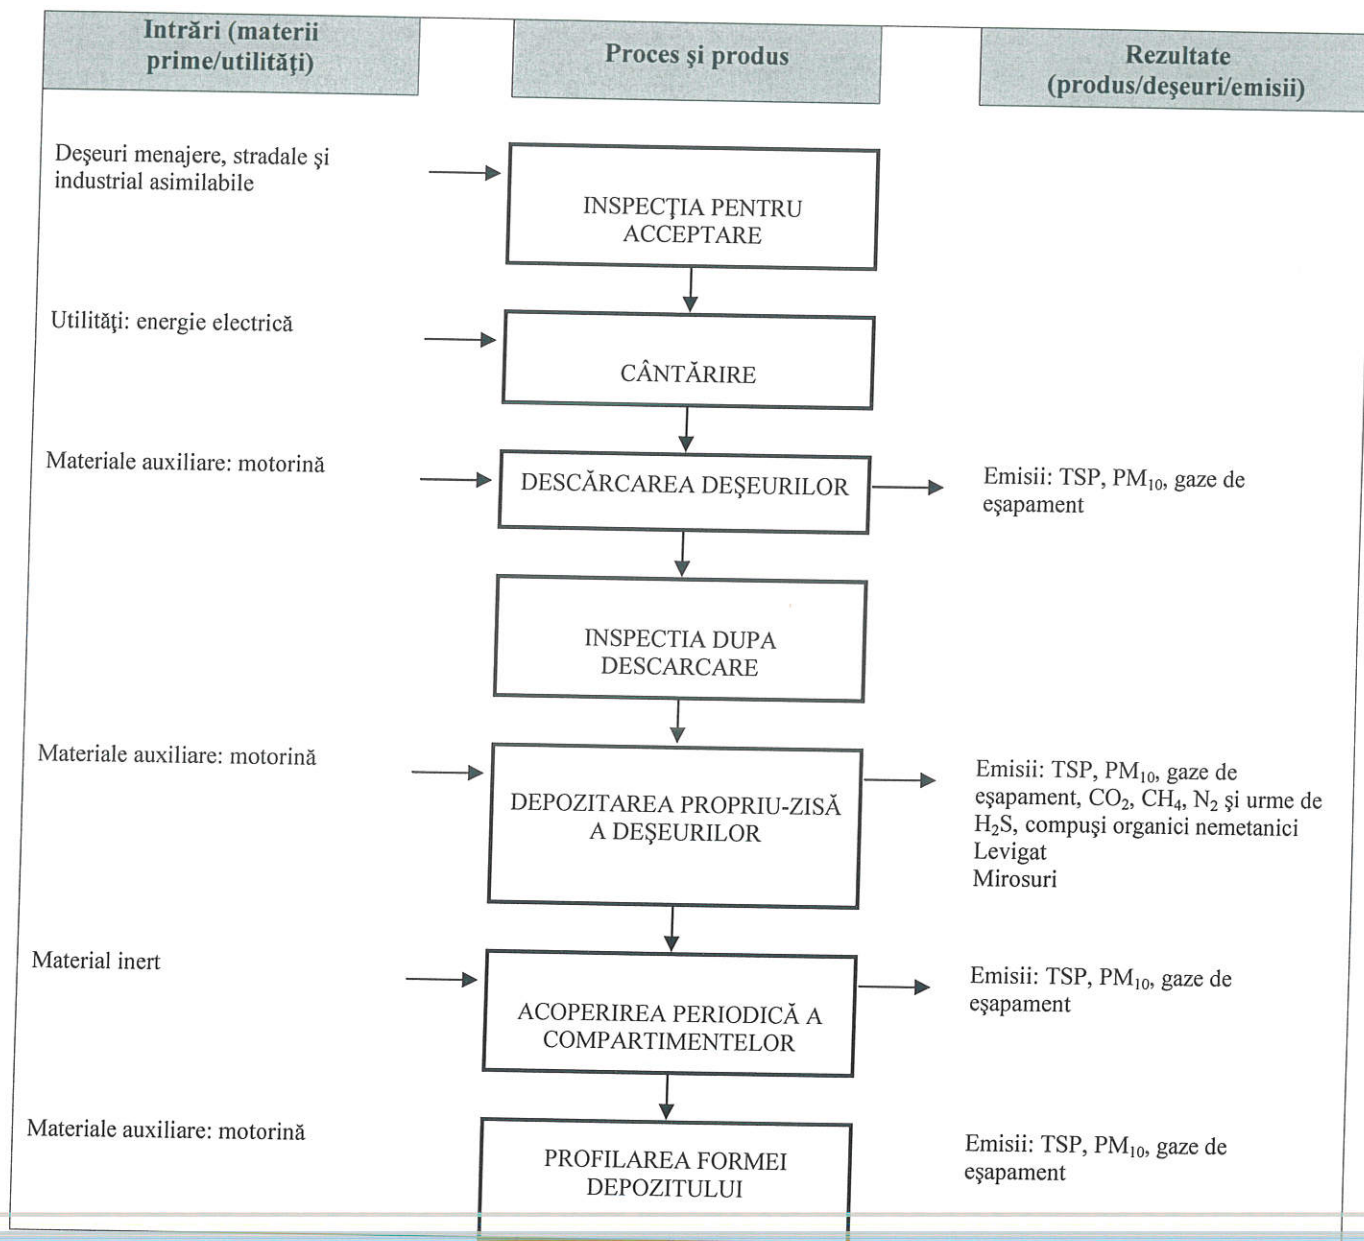 Intrări (materii
prime/utilităţi)
Proces şi produs
Rezultate
(produs/deşeuri/emisii)
Deşeuri menajere, stradale şi
industrial asimilabile
INSPECŢIA PENTRU
ACCEPTARE
Utilităţi: energie electrică
CÂNTĂRIRE
Materiale auxiliare: motorină
DESCĂRCAREA DEŞEURILOR
Emisii: TSP, PM₁₀, gaze de
eşapament
INSPECTIA DUPA
DESCARCARE
Materiale auxiliare: motorină
DEPOZITAREA PROPRIU-ZISĂ
A DEŞEURILOR
Emisii: TSP, PM₁₀, gaze de
eşapament, CO₂, CH₄, N₂ şi urme de
H₂S, compuşi organici nemetanici
Levigat
Mirosuri
Material inert
ACOPERIREA PERIODICĂ A
COMPARTIMENTELOR
Emisii: TSP, PM₁₀, gaze de
eşapament
Materiale auxiliare: motorină
PROFILAREA FORMEI
DEPOZITULUI
Emisii: TSP, PM₁₀, gaze de
eşapament